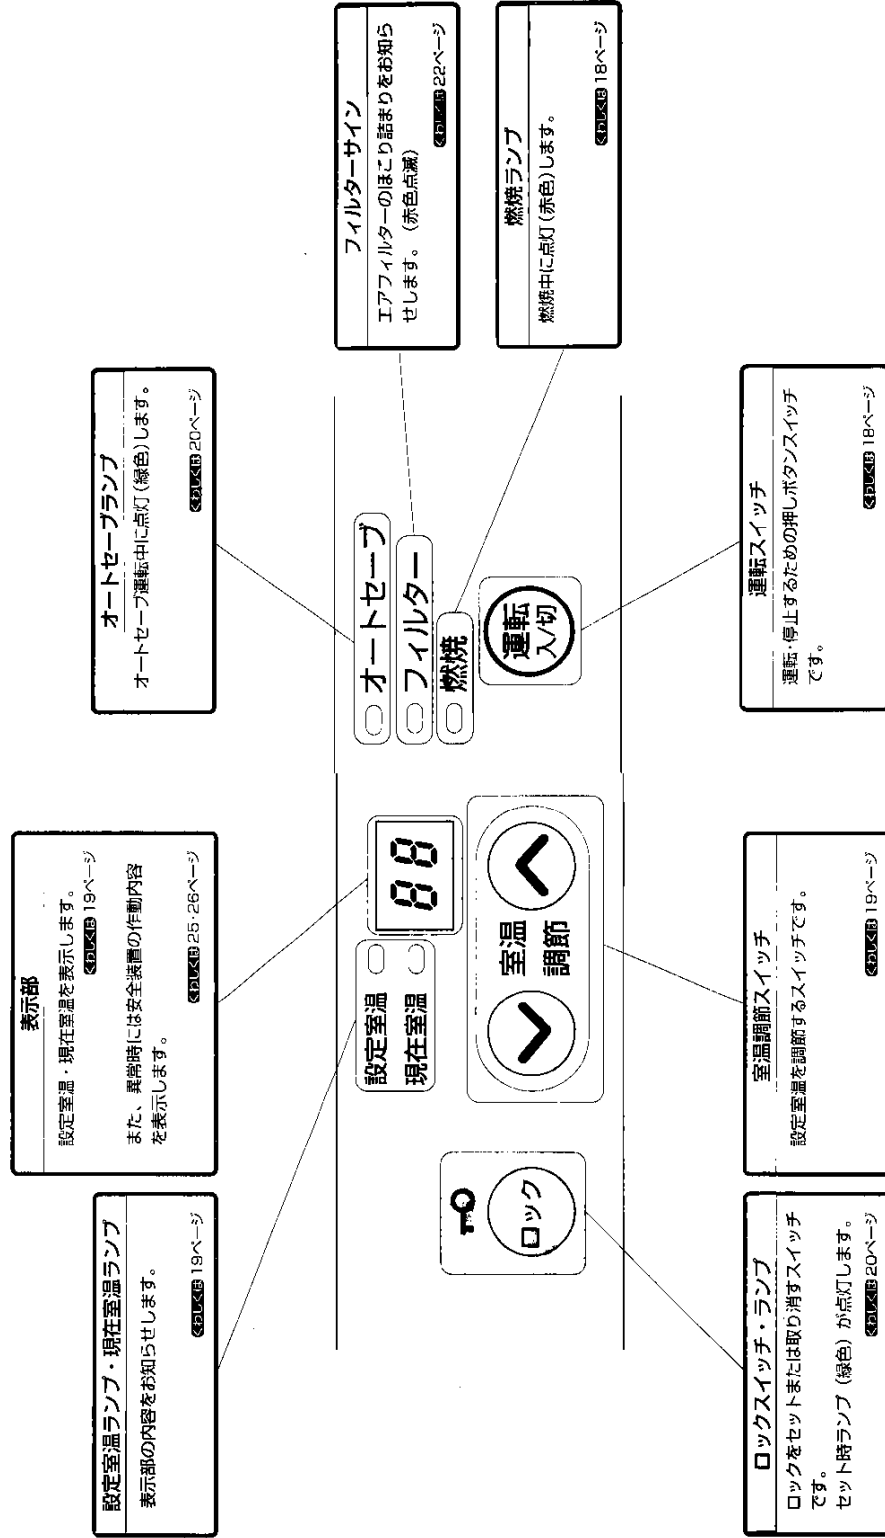 設定室温ランプ・現在室温ランプ
表示部の内容をお知らせします。
くわしくは 19ページ
表示部
設定室温・現在室温を表示します。
くわしくは 19ページ
また、異常時には安全装置の作動内容
を表示します。
くわしくは 25・26ページ
オートセーブランプ
オートセーブ運転中に点灯(緑色)します。
くわしくは 20ページ
フィルターサイン
エアフィルターのほこり詰まりをお知ら
せします。(赤色点滅)
くわしくは 22ページ
燃焼ランプ
燃焼中に点灯(赤色)します。
くわしくは 18ページ
設定室温
現在室温
88
オートセーブ
フィルター
燃焼
ロック
室温
調節
運転
入/切
ロックスイッチ・ランプ
ロックをセットまたは取り消すスイッチ
です。
セット時ランプ(緑色)が点灯します。
くわしくは 20ページ
室温調節スイッチ
設定室温を調節するスイッチです。
くわしくは 19ページ
運転スイッチ
運転・停止するための押しボタンスイッチ
です。
くわしくは 18ページ